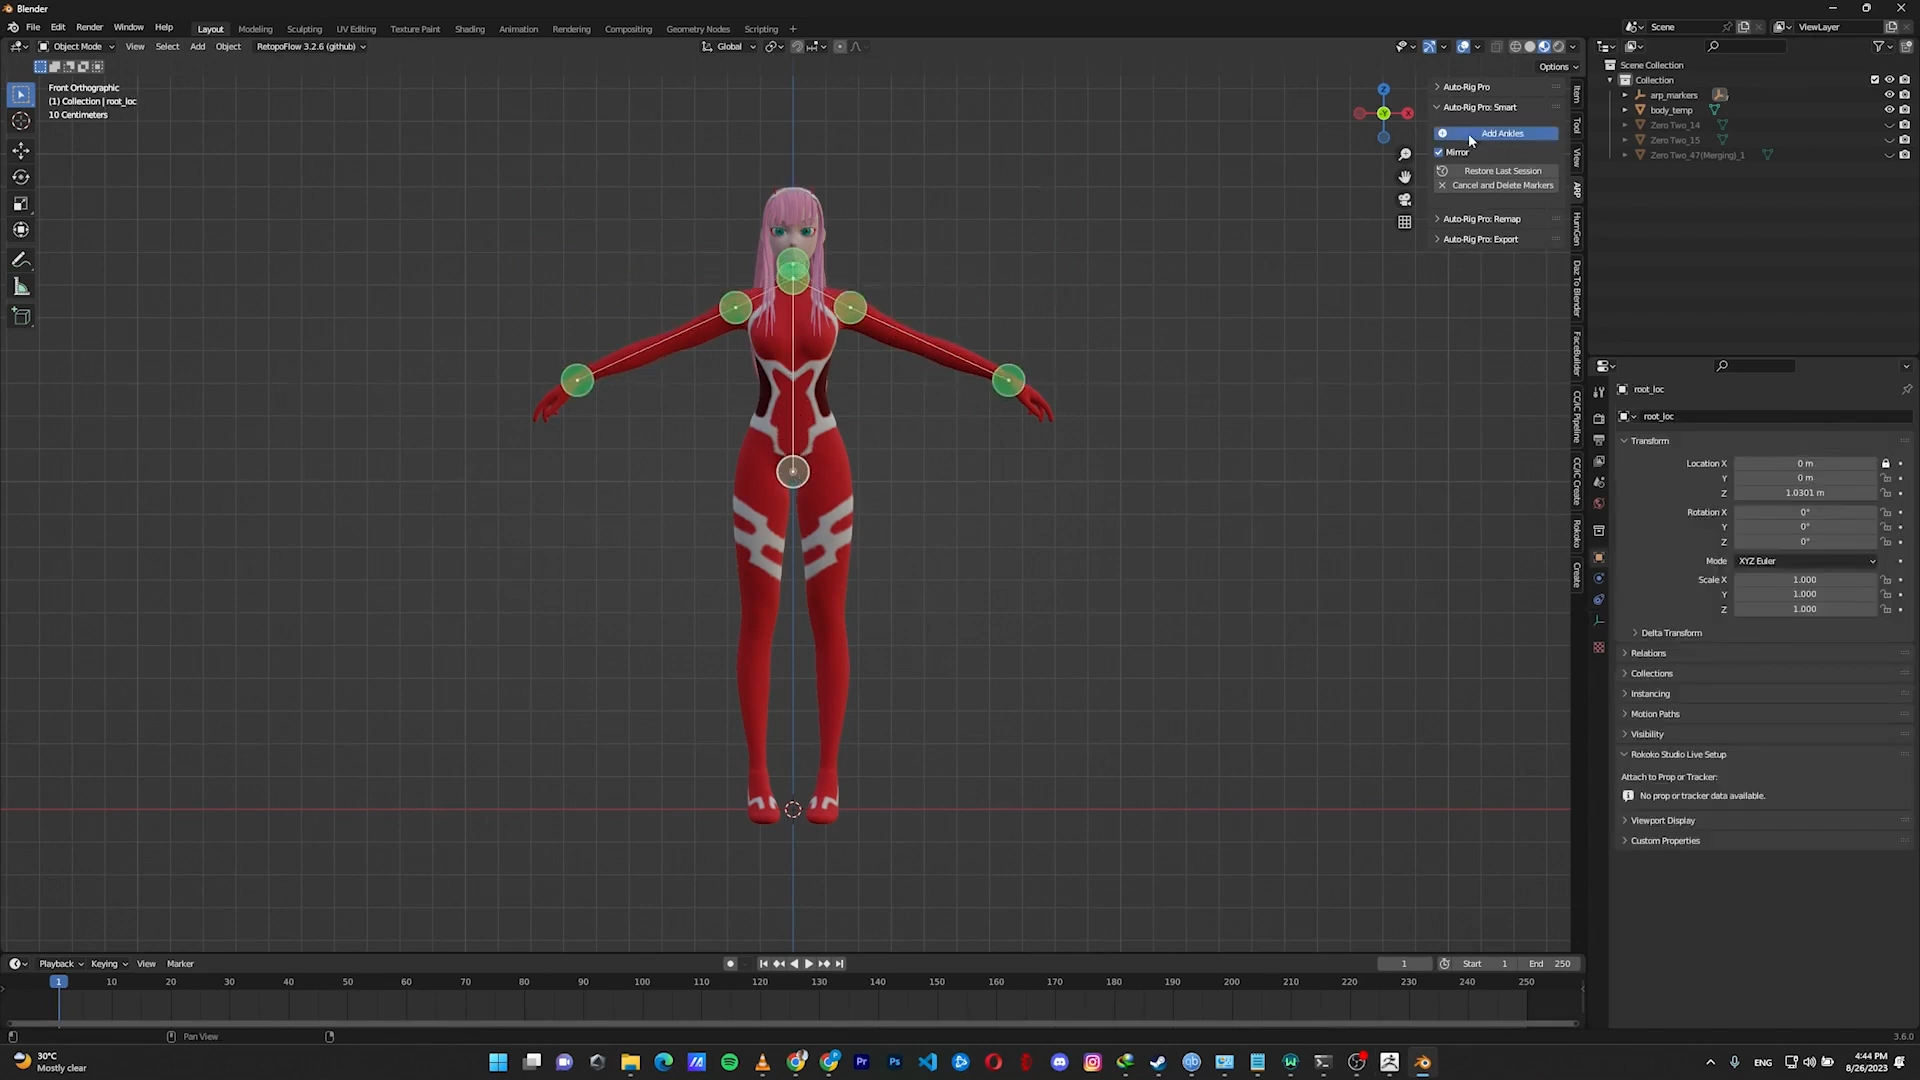 Blender
File Edit Render Window Help
Layout Modeling Sculpting UV Editing Texture Paint Shading Animation Rendering Compositing Geometry Nodes Scripting +
Scene
ViewLayer
Object Mode View Select Add Object RetopoFlow 3.2.6 (github)
Global
Options
Front Orthographic
(1) Collection | root_loc
10 Centimeters
Z
X
Y
Auto-Rig Pro
Auto-Rig Pro: Smart
Add Ankles
Mirror
Restore Last Session
Cancel and Delete Markers
Auto-Rig Pro: Remap
Auto-Rig Pro: Export
Item
Tool
View
ARP
HumGen
Daz To Blender
FaceBuilder
CC/iC Pipeline
CC/iC Create
Rokoko
Create
Scene Collection
Collection
arp_markers
body_temp
Zero Two_14
Zero Two_15
Zero Two_47(Merging)_1
root_loc
root_loc
Transform
Location X 0 m
Y 0 m
Z 1.0301 m
Rotation X 0°
Y 0°
Z 0°
Mode XYZ Euler
Scale X 1.000
Y 1.000
Z 1.000
Delta Transform
Relations
Collections
Instancing
Motion Paths
Visibility
Rokoko Studio Live Setup
Attach to Prop or Tracker:
No prop or tracker data available.
Viewport Display
Custom Properties
Playback Keying View Marker
1 Start 1 End 250
1 10 20 30 40 50 60 70 80 90 100 110 120 130 140 150 160 170 180 190 200 210 220 230 240 250
Pan View
3.6.0
30°C
Mostly clear
Pr
Ps
ENG
4:44 PM
8/26/2023